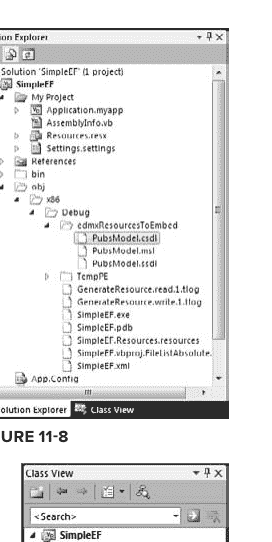 ion Explorer
Solution 'SimpleEF' (1 project)
SimpleEF
My Project
Application.myapp
AssemblyInfo.vb
Resources.resx
Settings.settings
References
bin
obj
x86
Debug
edmxResourcesToEmbed
PubsModel.csdl
PubsModel.msl
PubsModel.ssdl
TempPE
GenerateResource.read.1.tlog
GenerateResource.write.1.tlog
SimpleEF.exe
SimpleEF.pdb
SimpleEF.Resources.resources
SimpleEF.vbproj.FileListAbsolute.
SimpleEF.xml
App.Config
olution Explorer Class View
URE 11-8
Class View
<Search>
SimpleEF